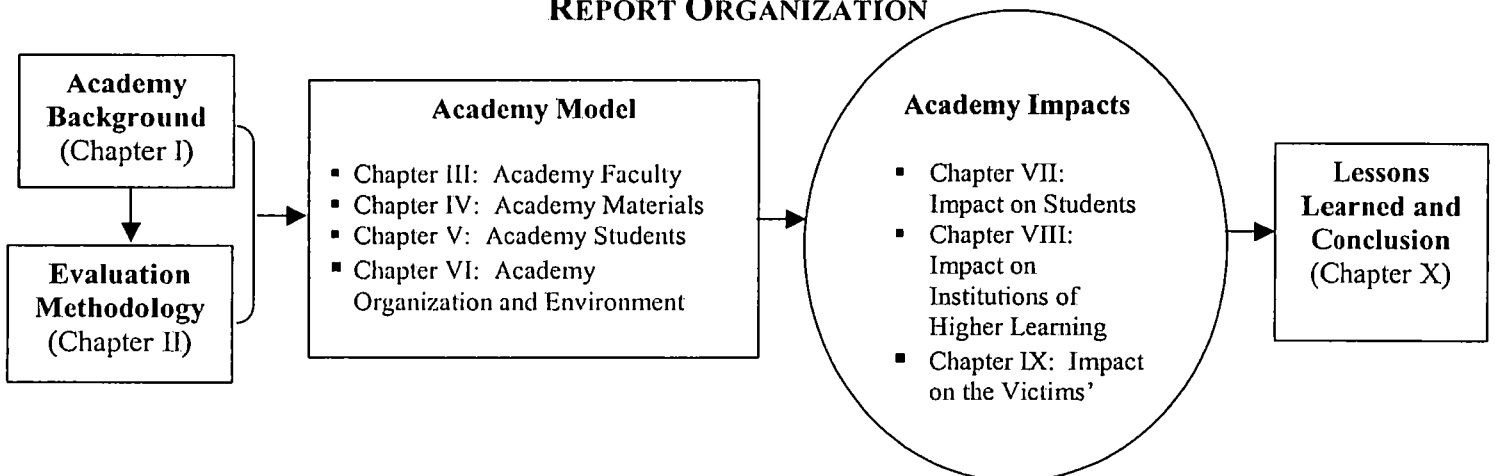 REPORT ORGANIZATION
Academy
Background
(Chapter I)
Evaluation
Methodology
(Chapter II)
Academy Model
▪ Chapter III: Academy Faculty
▪ Chapter IV: Academy Materials
▪ Chapter V: Academy Students
▪ Chapter VI: Academy
Organization and Environment
Academy Impacts
▪ Chapter VII:
Impact on Students
▪ Chapter VIII:
Impact on
Institutions of
Higher Learning
▪ Chapter IX: Impact
on the Victims'
Lessons
Learned and
Conclusion
(Chapter X)